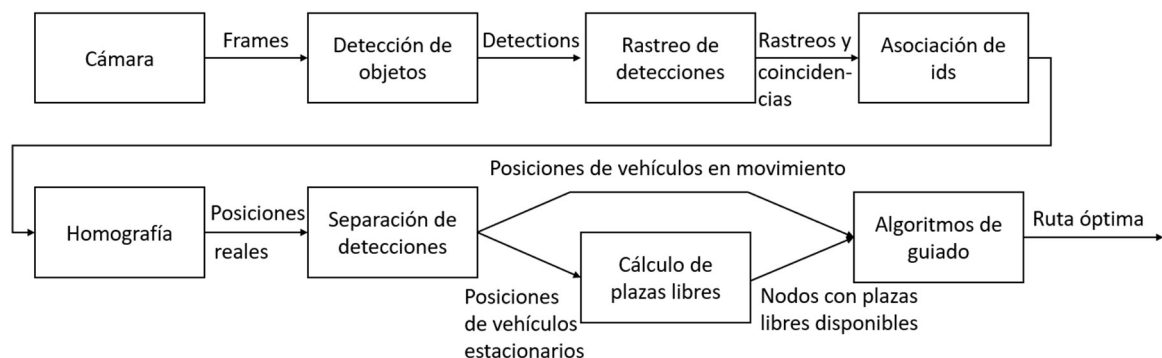 Cámara
Frames
Detección de
objetos
Detections
Rastreo de
detecciones
Rastreos y
coinciden-
cias
Asociación de
ids
Homografía
Posiciones
reales
Separación de
detecciones
Posiciones de vehículos en movimiento
Posiciones
de vehículos
estacionarios
Cálculo de
plazas libres
Nodos con plazas
libres disponibles
Algoritmos de
guiado
Ruta óptima